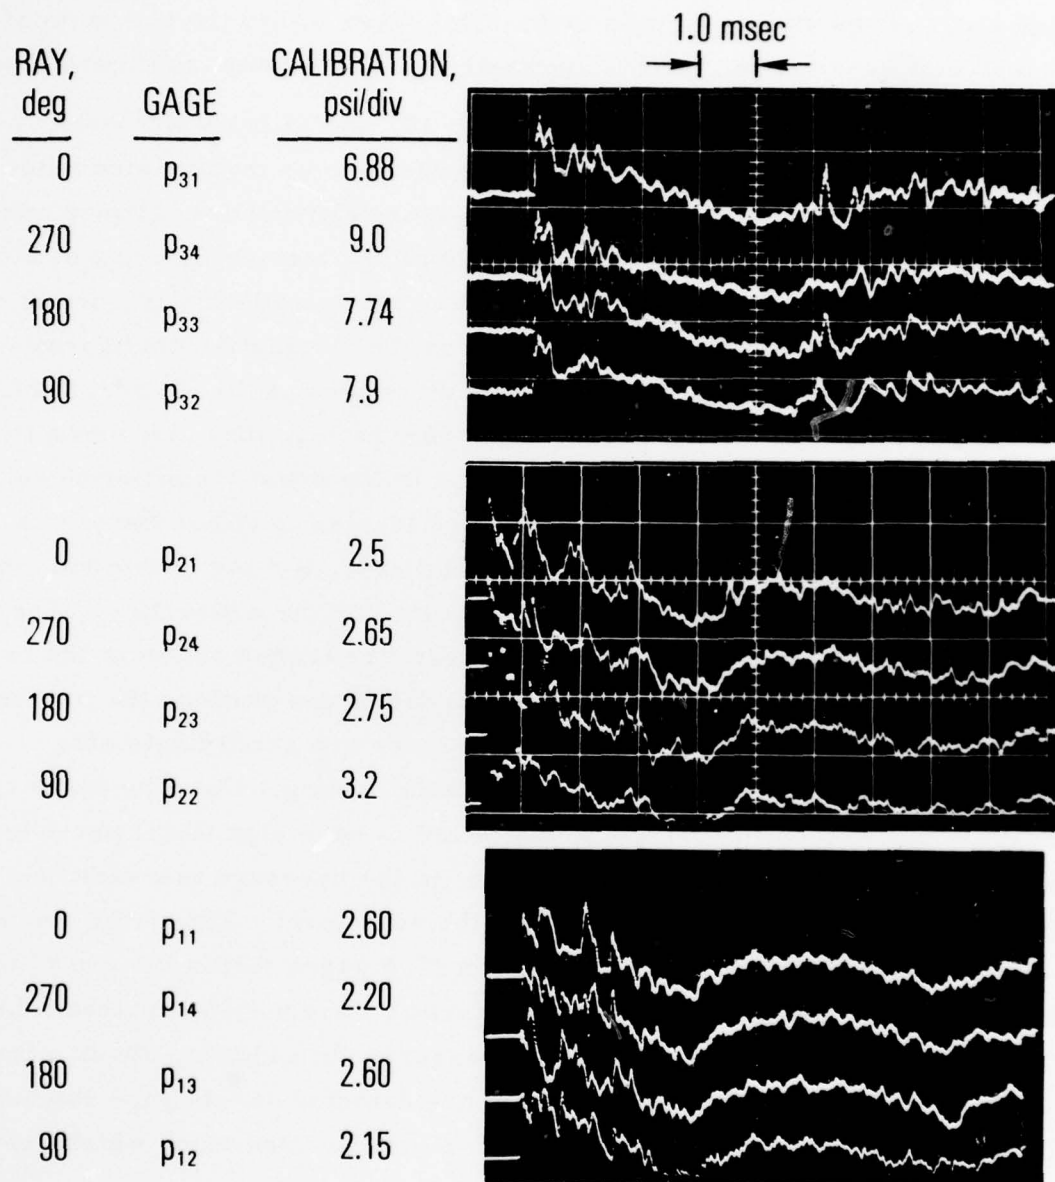 1.0 msec
RAY, deg GAGE CALIBRATION, psi/div
0 p31 6.88
270 p34 9.0
180 p33 7.74
90 p32 7.9
0 p21 2.5
270 p24 2.65
180 p23 2.75
90 p22 3.2
0 p11 2.60
270 p14 2.20
180 p13 2.60
90 p12 2.15